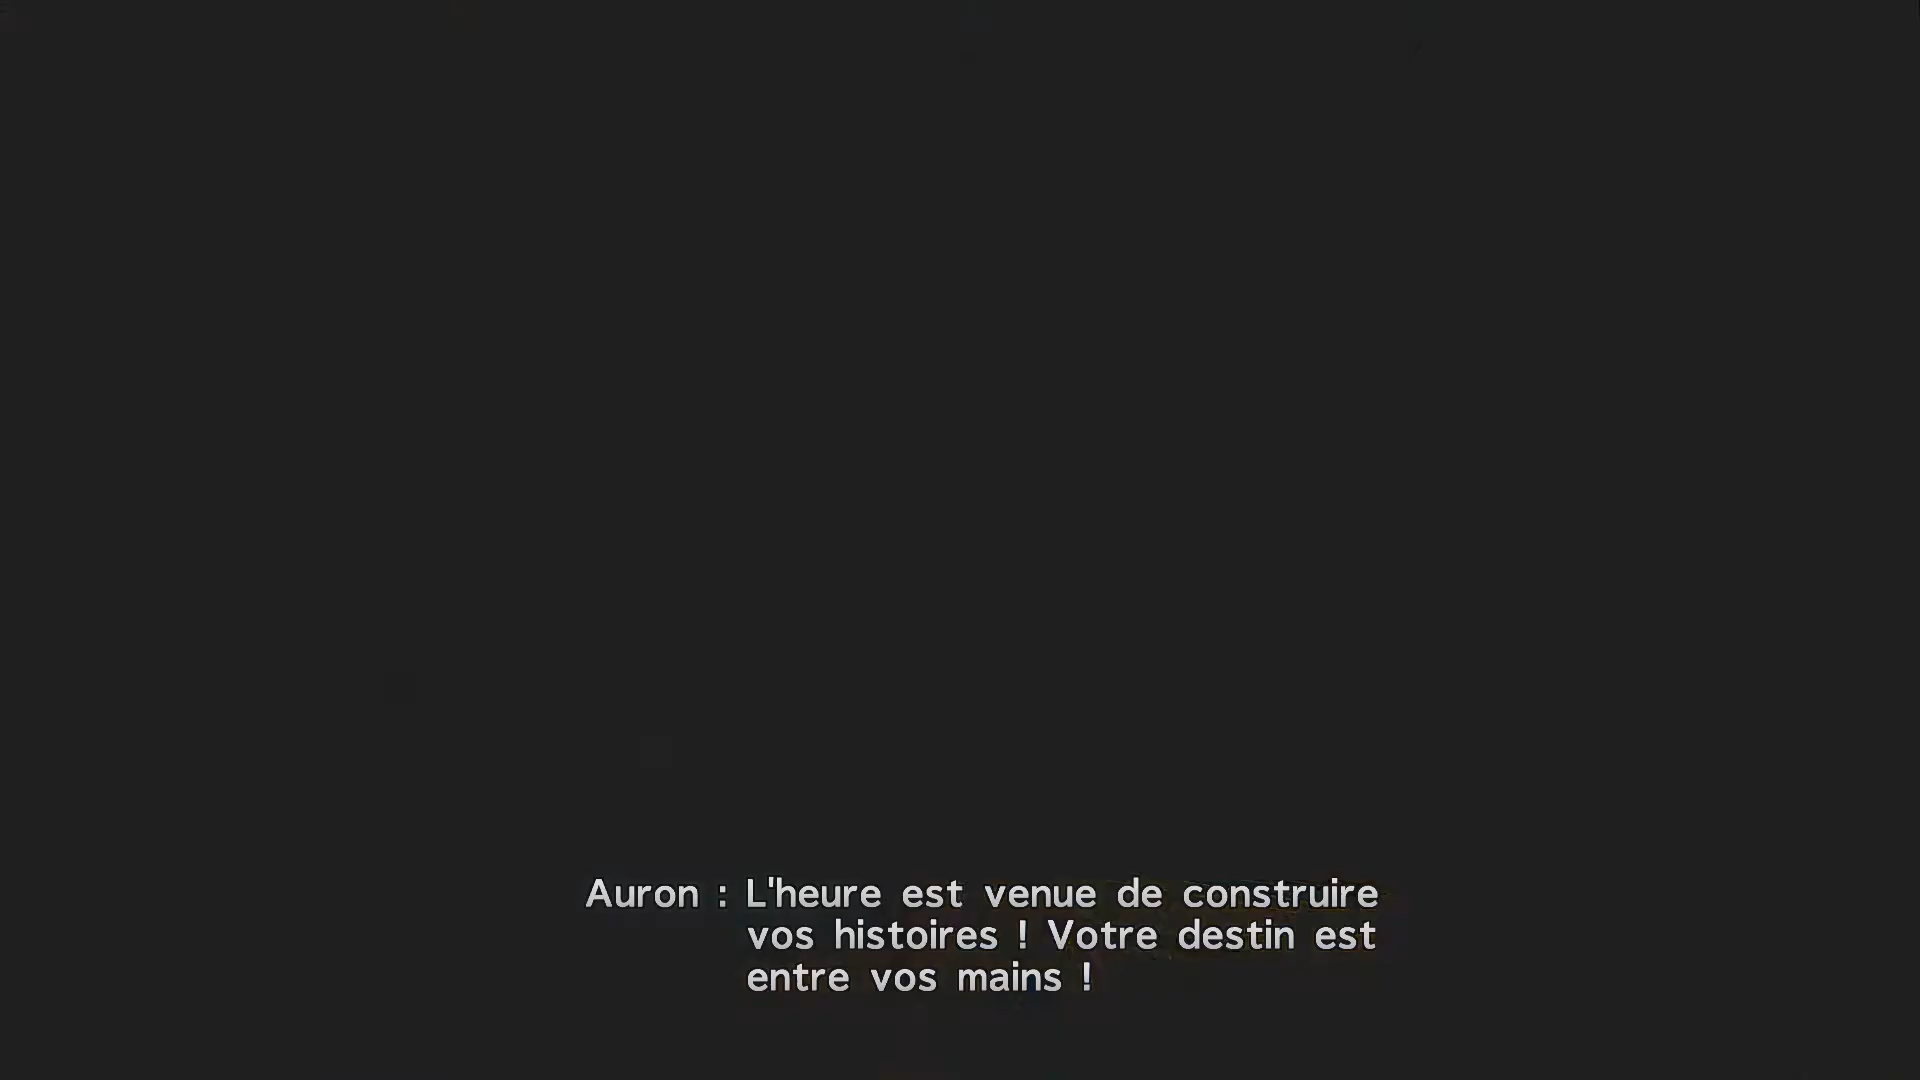 Auron : L'heure est venue de construire
vos histoires ! Votre destin est
entre vos mains !